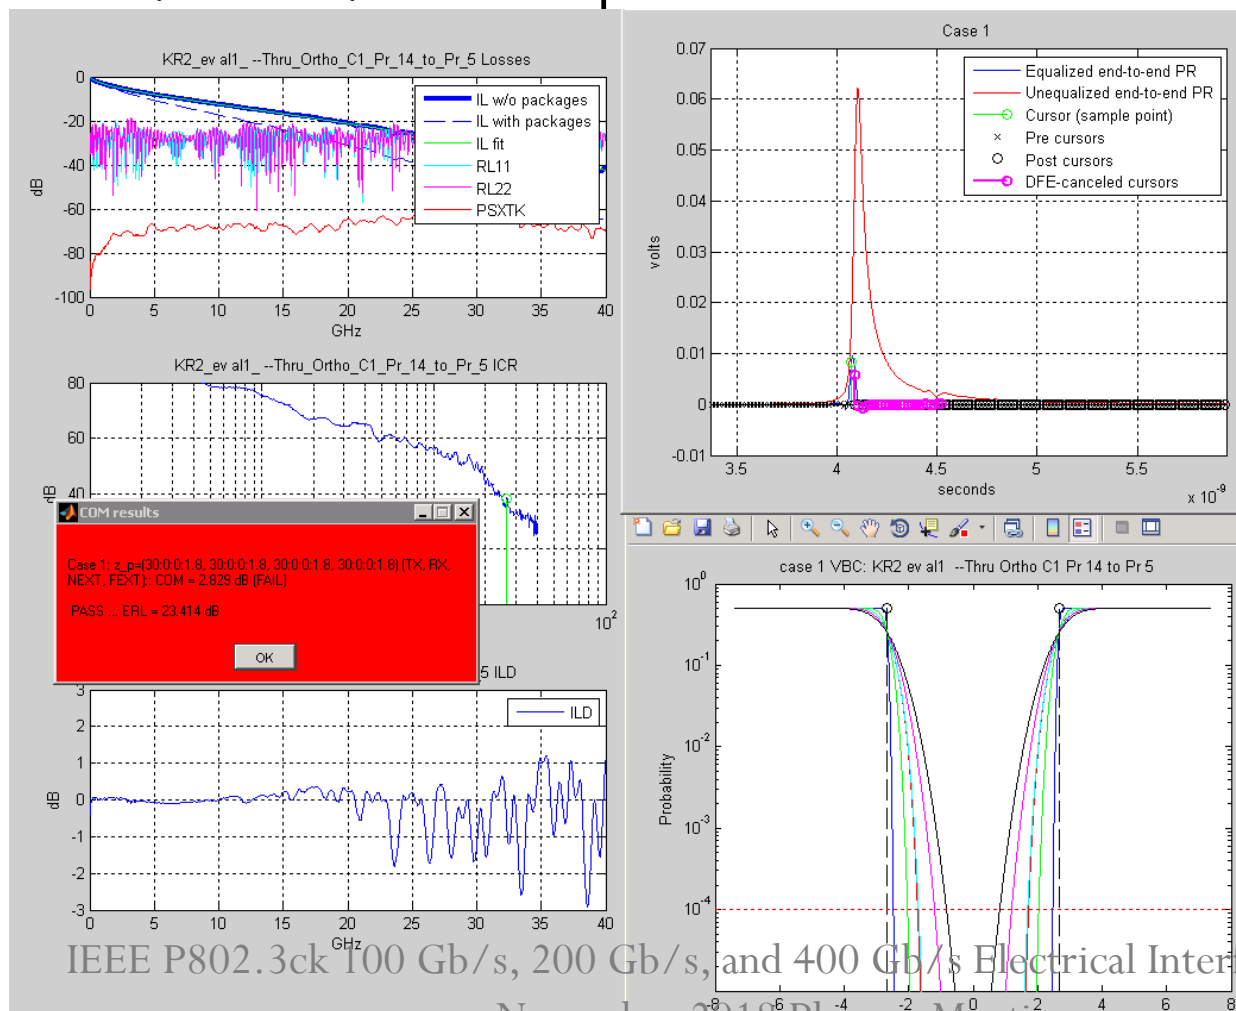 KR2_ev al1_ --Thru_Ortho_C1_Pr_14_to_Pr_5 Losses
0
-20
-40
-60
-80
-100
dB
IL w/o packages
IL with packages
IL fit
RL11
RL22
PSXTK
0 5 10 15 20 25 30 35 40
GHz
KR2_ev al1_ --Thru_Ortho_C1_Pr_14_to_Pr_5 ICR
80
60
40
dB
10²
COM results
Case 1: z_p=(30:0:0:1.8, 30:0:0:1.8, 30:0:0:1.8, 30:0:0:1.8) (TX, RX,
NEXT, FEXT):: COM = 2.829 dB (FAIL)
PASS ... ERL = 23.414 dB
OK
_5 ILD
3
2
1
0
-1
-2
-3
dB
ILD
0 5 10 15 20 25 30 35 40
GHz
Case 1
0.07
0.06
0.05
0.04
0.03
0.02
0.01
0
-0.01
volts
Equalized end-to-end PR
Unequalized end-to-end PR
Cursor (sample point)
Pre cursors
Post cursors
DFE-canceled cursors
3.5 4 4.5 5 5.5
seconds
x 10⁻⁹
case 1 VBC: KR2 ev al1 --Thru Ortho C1 Pr 14 to Pr 5
10⁰
10⁻¹
10⁻²
10⁻³
10⁻⁴
Probability
-8 -6 -4 -2 0 2 4 6 8
IEEE P802.3ck 100 Gb/s, 200 Gb/s, and 400 Gb/s Electrical Interf
2018